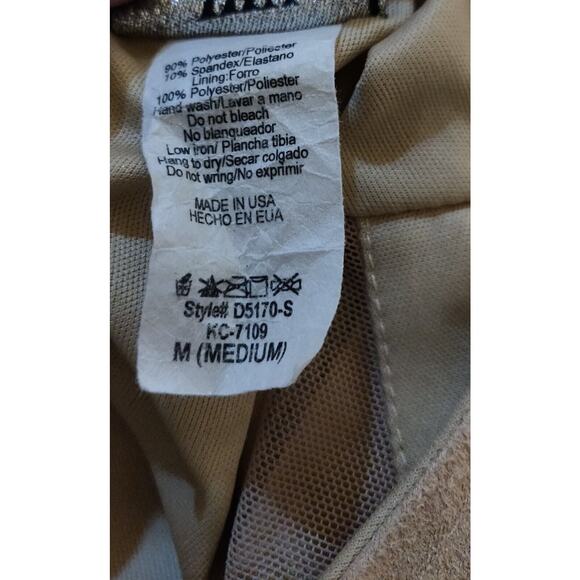 90% Polyester/Poliester
10% Spandex/Elastano
Lining:Forro
100% Polyester/Poliester
Hand wash/Lavar a mano
Do not bleach
No blanqueador
Low iron/ Plancha tibia
Hang to dry/Secar colgado
Do not wring/No exprimir
MADE IN USA
HECHO EN EUA
Style# D5170-S
KC-7109
M (MEDIUM)